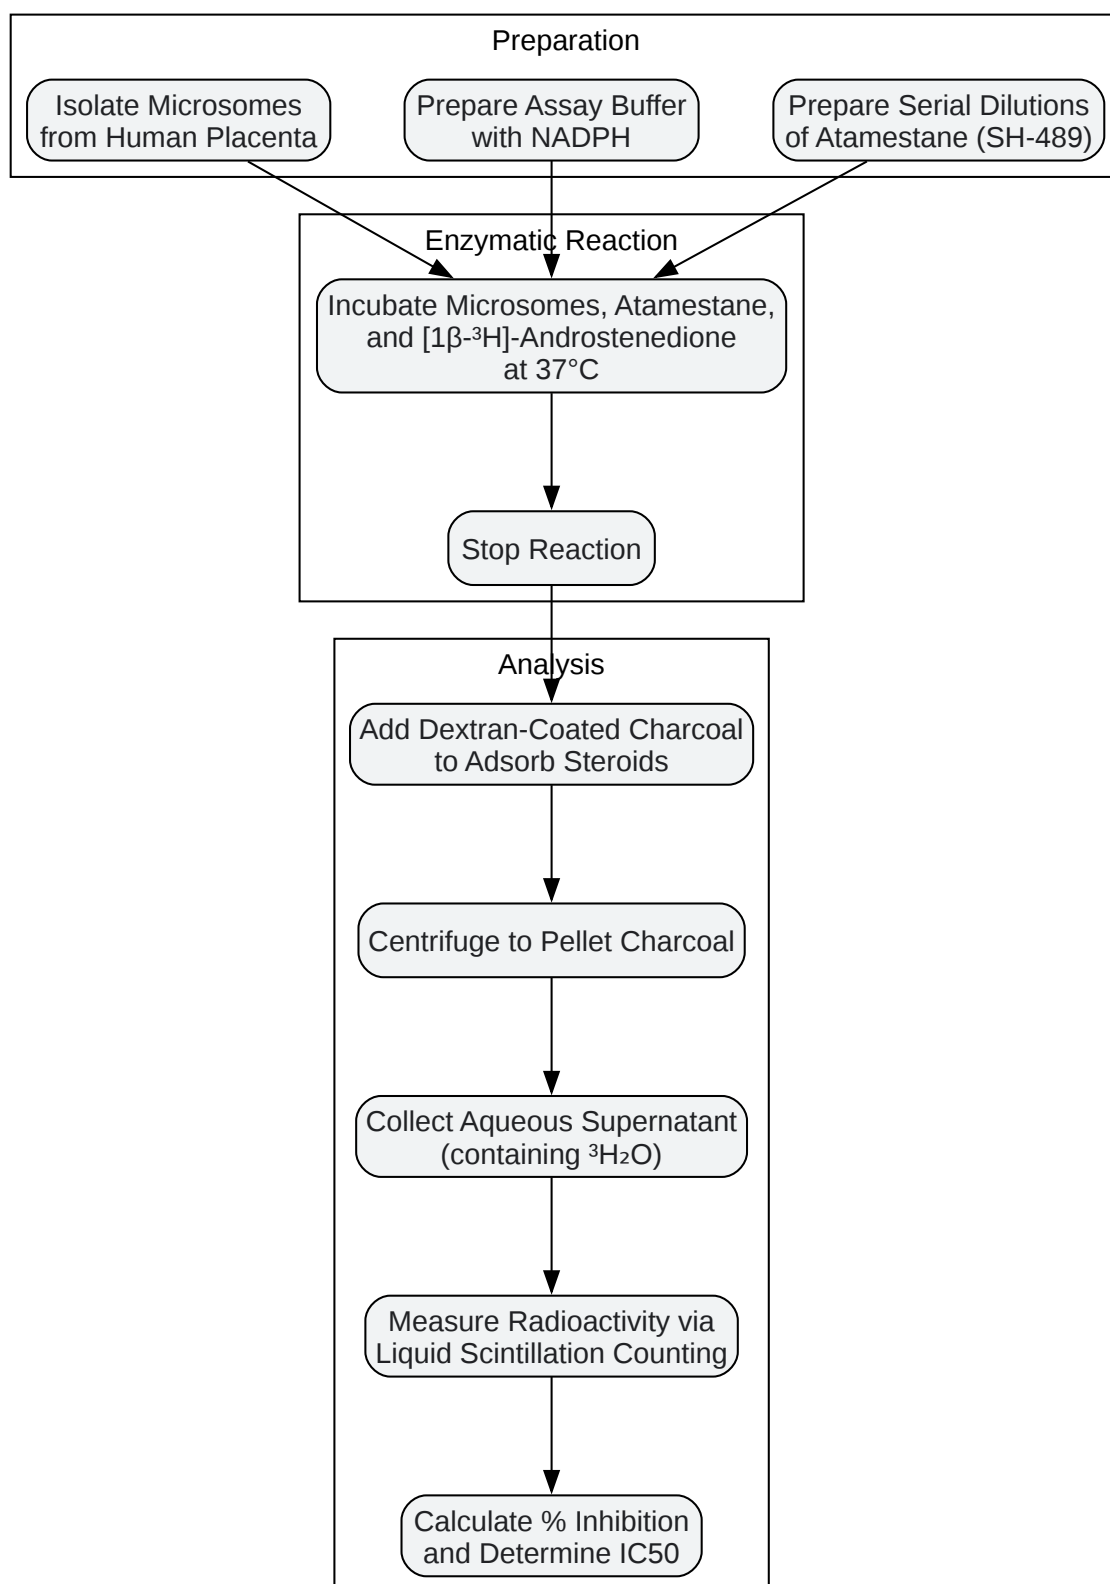 Preparation
Isolate Microsomes
from Human Placenta
Prepare Assay Buffer
with NADPH
Prepare Serial Dilutions
of Atamestane (SH-489)
Enzymatic Reaction
Incubate Microsomes, Atamestane,
and [1β-³H]-Androstenedione
at 37°C
Stop Reaction
Analysis
Add Dextran-Coated Charcoal
to Adsorb Steroids
Centrifuge to Pellet Charcoal
Collect Aqueous Supernatant
(containing ³H₂O)
Measure Radioactivity via
Liquid Scintillation Counting
Calculate % Inhibition
and Determine IC50